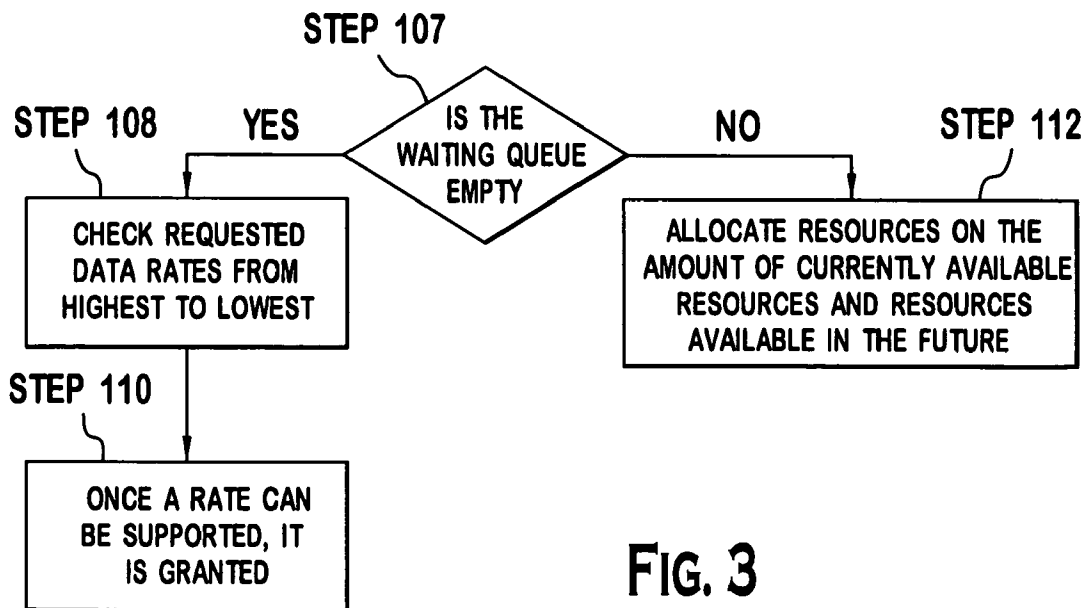 STEP 107
IS THE
WAITING QUEUE
EMPTY
YES
NO
STEP 108
CHECK REQUESTED
DATA RATES FROM
HIGHEST TO LOWEST
STEP 112
ALLOCATE RESOURCES ON THE
AMOUNT OF CURRENTLY AVAILABLE
RESOURCES AND RESOURCES
AVAILABLE IN THE FUTURE
STEP 110
ONCE A RATE CAN
BE SUPPORTED, IT
IS GRANTED
FIG. 3